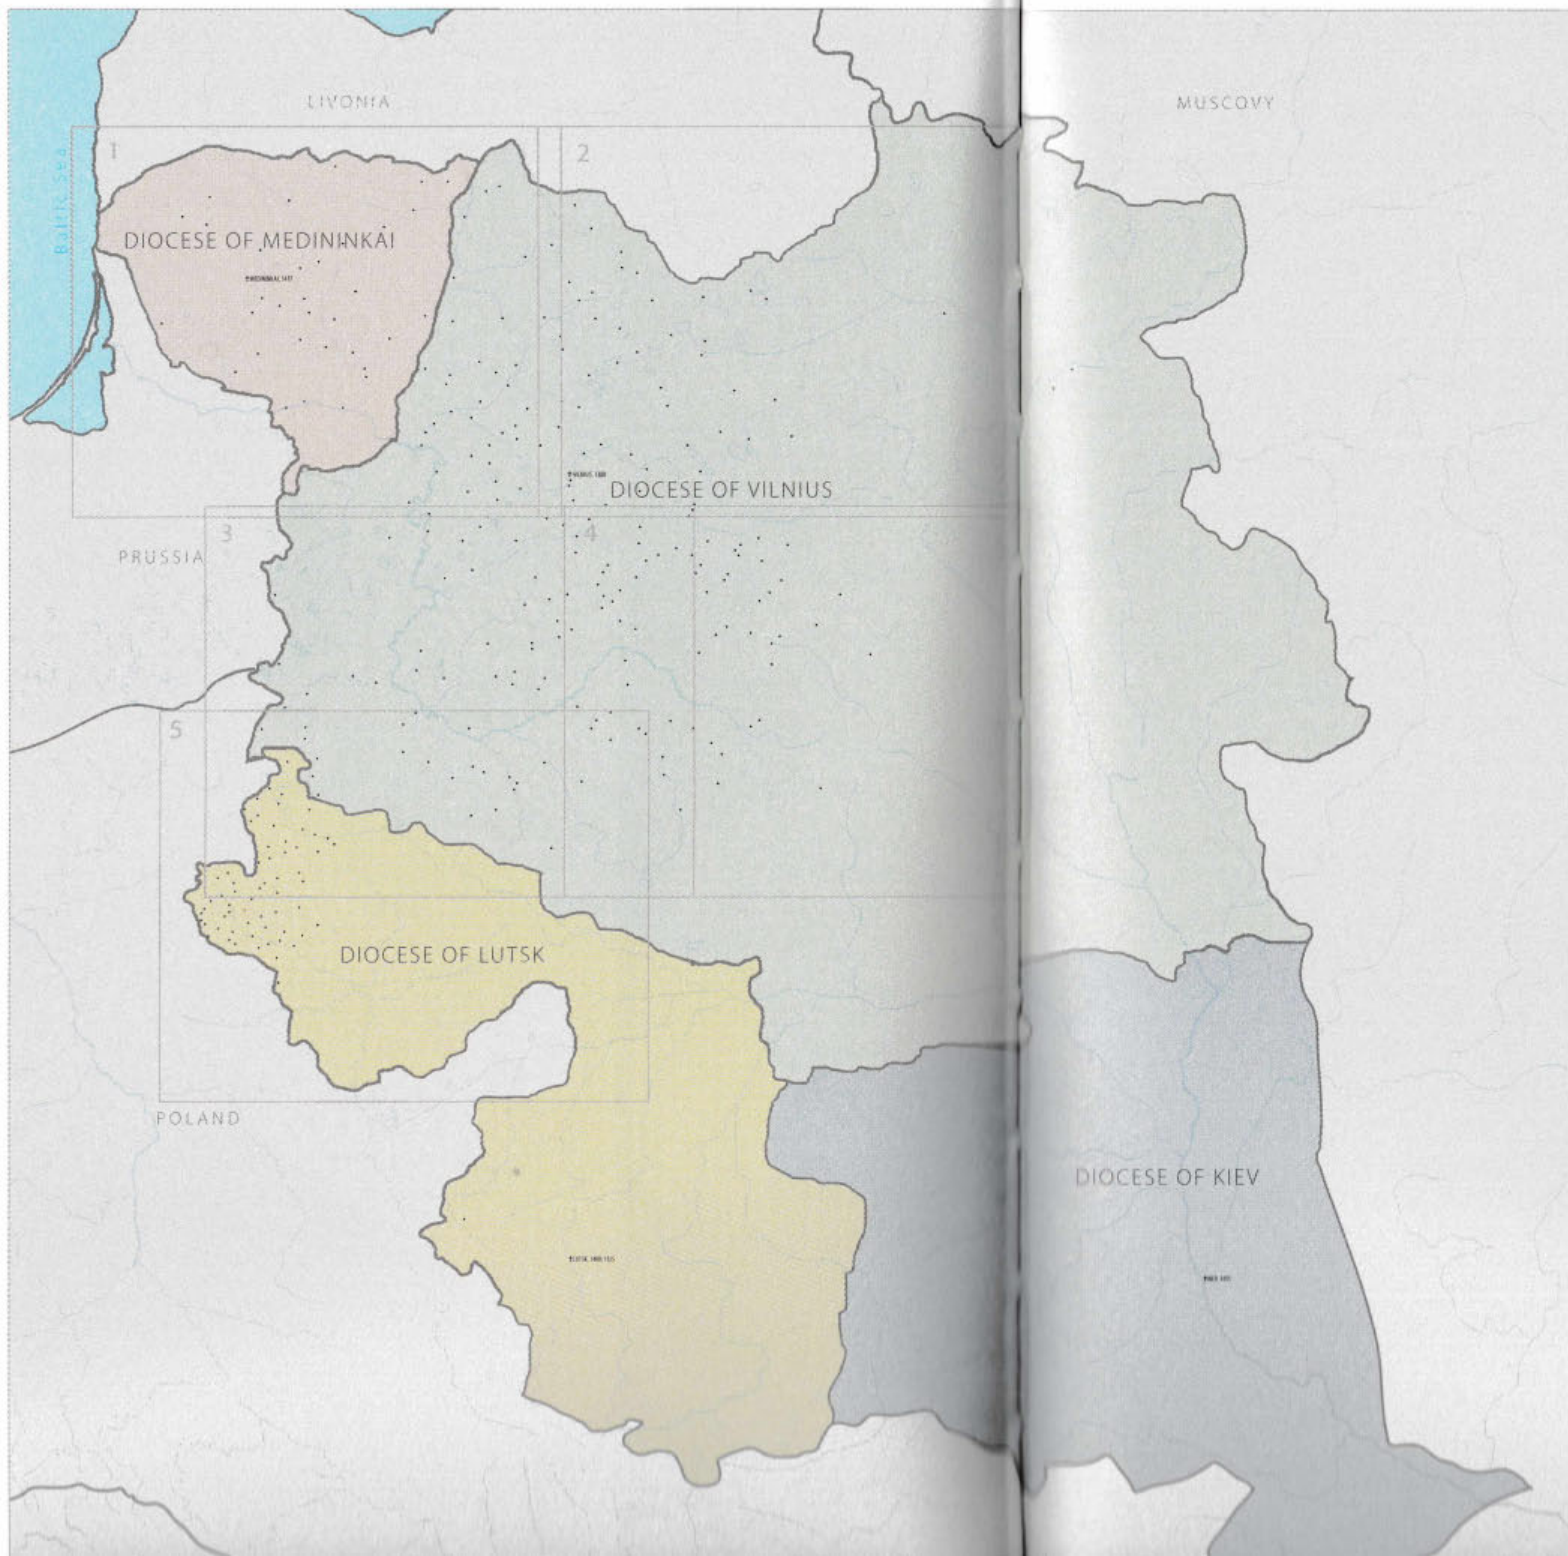 LIVONIA
MUSCOVY
Baltic Sea
1
2
DIOCESE OF MEDININKAI
DIOCESE OF VILNIUS
3
4
PRUSSIA
5
DIOCESE OF LUTSK
POLAND
DIOCESE OF KIEV